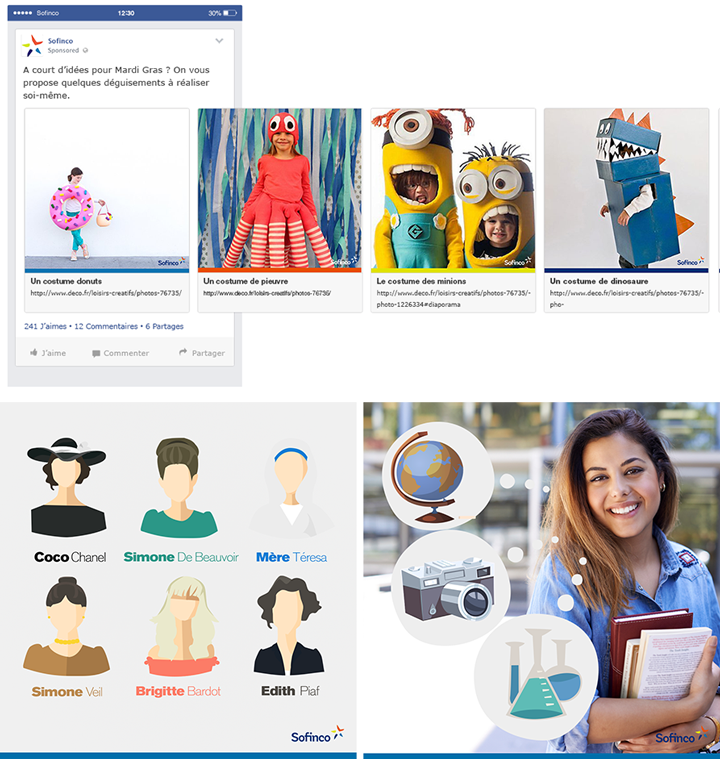 Sofinco 12:30 30%
Sofinco
Sponsored
A court d'idées pour Mardi Gras ? On vous
propose quelques déguisements à réaliser
soi-même.
Sofinco
Sofinco
Sofinco
Sofinco
Un costume donuts
http://www.deco.fr/loisirs-creatifs/photos-76735/
Un costume de pieuvre
http://www.deco.fr/loisirs-creatifs/photos-76736/
Le costume des minions
http://www.deco.fr/loisirs-creatifs/photos-76735/-
pho-1226334#diaporama
Un costume de dinosaure
http://www.deco.fr/loisirs-creatifs/photos-76735/-
pho-
241 J'aimes • 12 Commentaires • 6 Partages
J'aime Commenter Partager
Coco Chanel
Simone De Beauvoir
Mère Téresa
Simone Veil
Brigitte Bardot
Edith Piaf
Sofinco
Sofinco